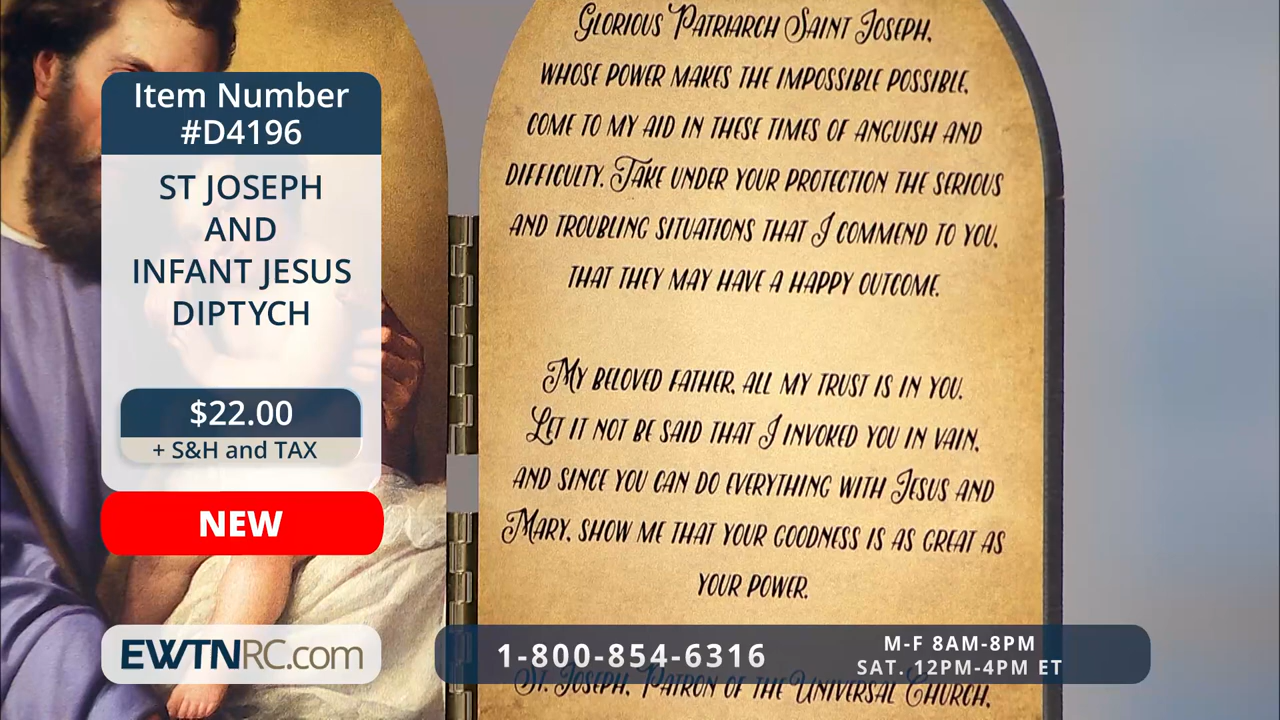 Item Number
#D4196
ST JOSEPH
AND
INFANT JESUS
DIPTYCH
$22.00
+ S&H and TAX
NEW
EWTNRC.com
GLORIOUS PATRIARCH SAINT JOSEPH,
WHOSE POWER MAKES THE IMPOSSIBLE POSSIBLE,
COME TO MY AID IN THESE TIMES OF ANGUISH AND
DIFFICULTY. TAKE UNDER YOUR PROTECTION THE SERIOUS
AND TROUBLING SITUATIONS THAT I COMMEND TO YOU,
THAT THEY MAY HAVE A HAPPY OUTCOME.
MY BELOVED FATHER, ALL MY TRUST IS IN YOU.
LET IT NOT BE SAID THAT I INVOKED YOU IN VAIN,
AND SINCE YOU CAN DO EVERYTHING WITH JESUS AND
MARY, SHOW ME THAT YOUR GOODNESS IS AS GREAT AS
YOUR POWER.
ST. JOSEPH, PATRON OF THE UNIVERSAL CHURCH,
1-800-854-6316
M-F 8AM-8PM
SAT. 12PM-4PM ET